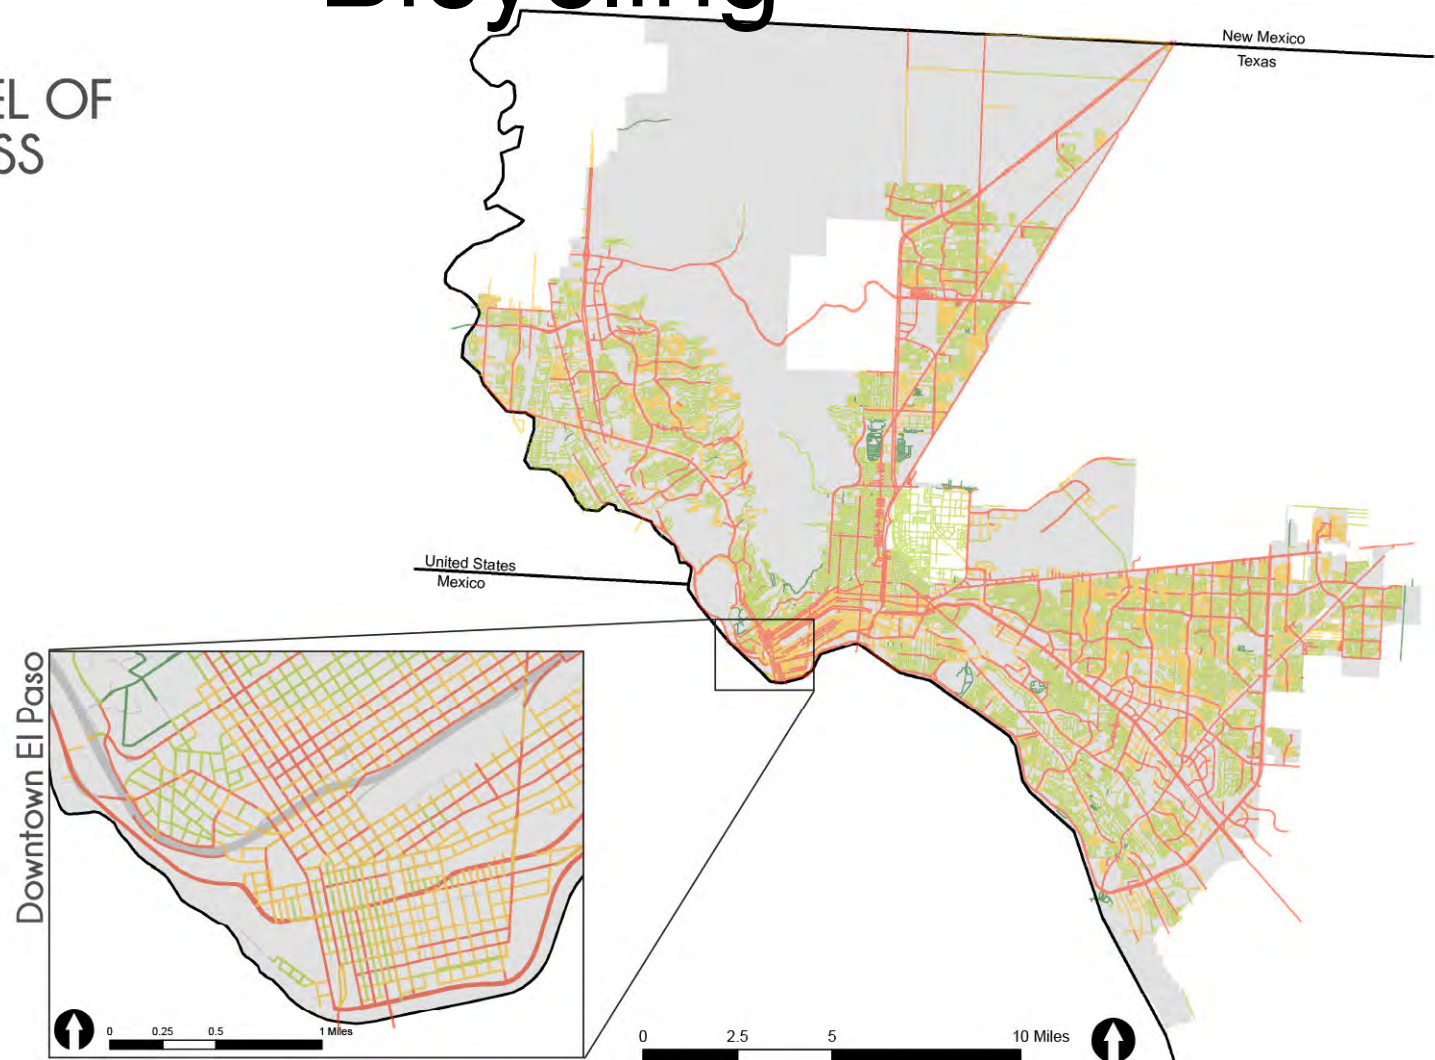 Bicycling
EL OF
SS
New Mexico
Texas
United States
Mexico
Downtown El Paso
0 0.25 0.5 1 Miles
0 2.5 5 10 Miles